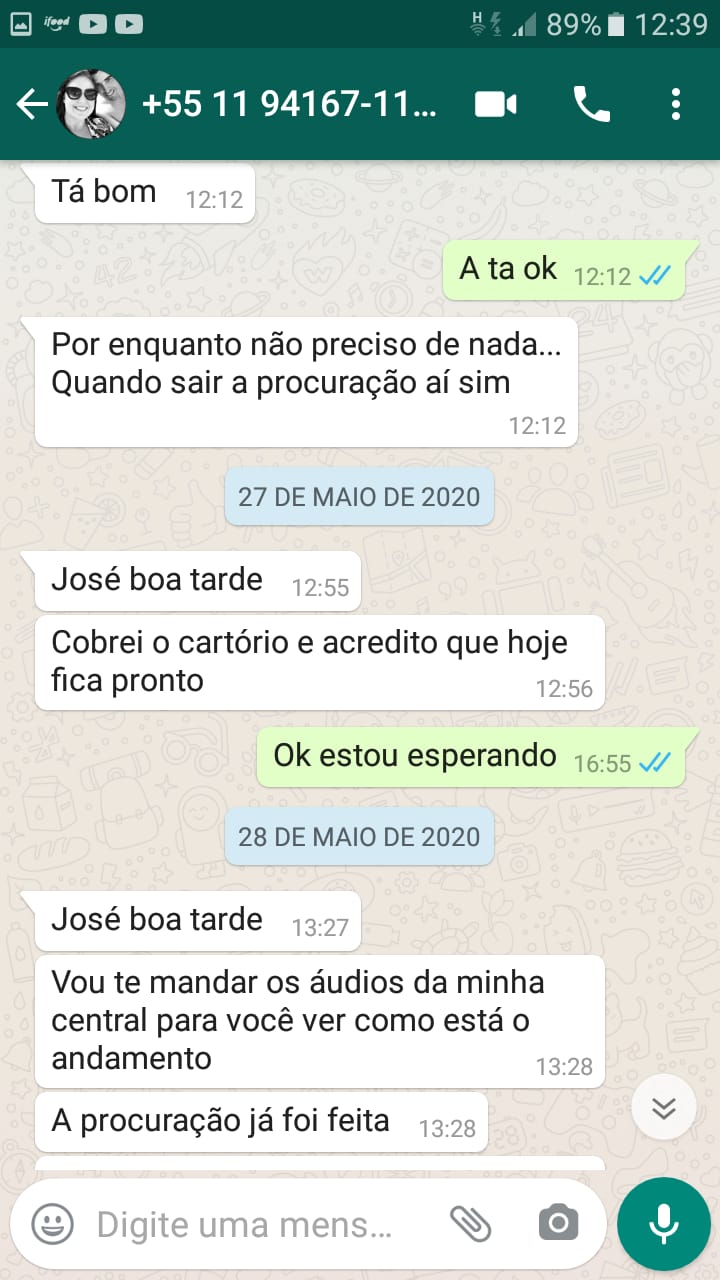 ifood
H
89%
12:39
+55 11 94167-11...
Tá bom 12:12
A ta ok 12:12
Por enquanto não preciso de nada...
Quando sair a procuração aí sim
12:12
27 DE MAIO DE 2020
José boa tarde 12:55
Cobrei o cartório e acredito que hoje
fica pronto 12:56
Ok estou esperando 16:55
28 DE MAIO DE 2020
José boa tarde 13:27
Vou te mandar os áudios da minha
central para você ver como está o
andamento 13:28
A procuração já foi feita 13:28
Digite uma mens...